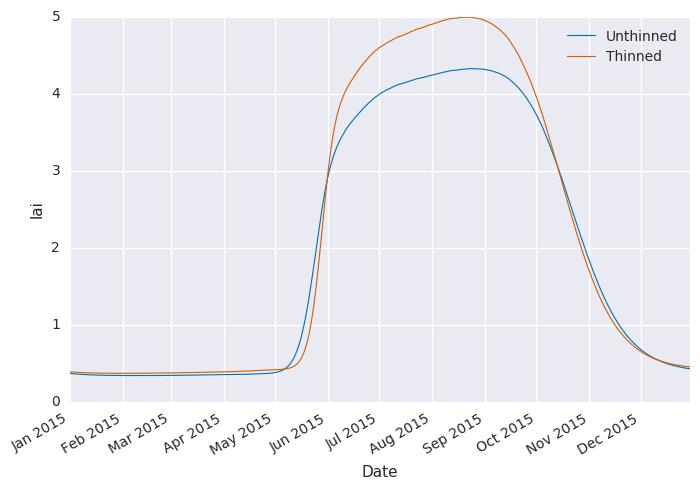 5
4
3
2
1
0
lai
Unthinned
Thinned
Jan 2015
Feb 2015
Mar 2015
Apr 2015
May 2015
Jun 2015
Jul 2015
Aug 2015
Sep 2015
Oct 2015
Nov 2015
Dec 2015
Date